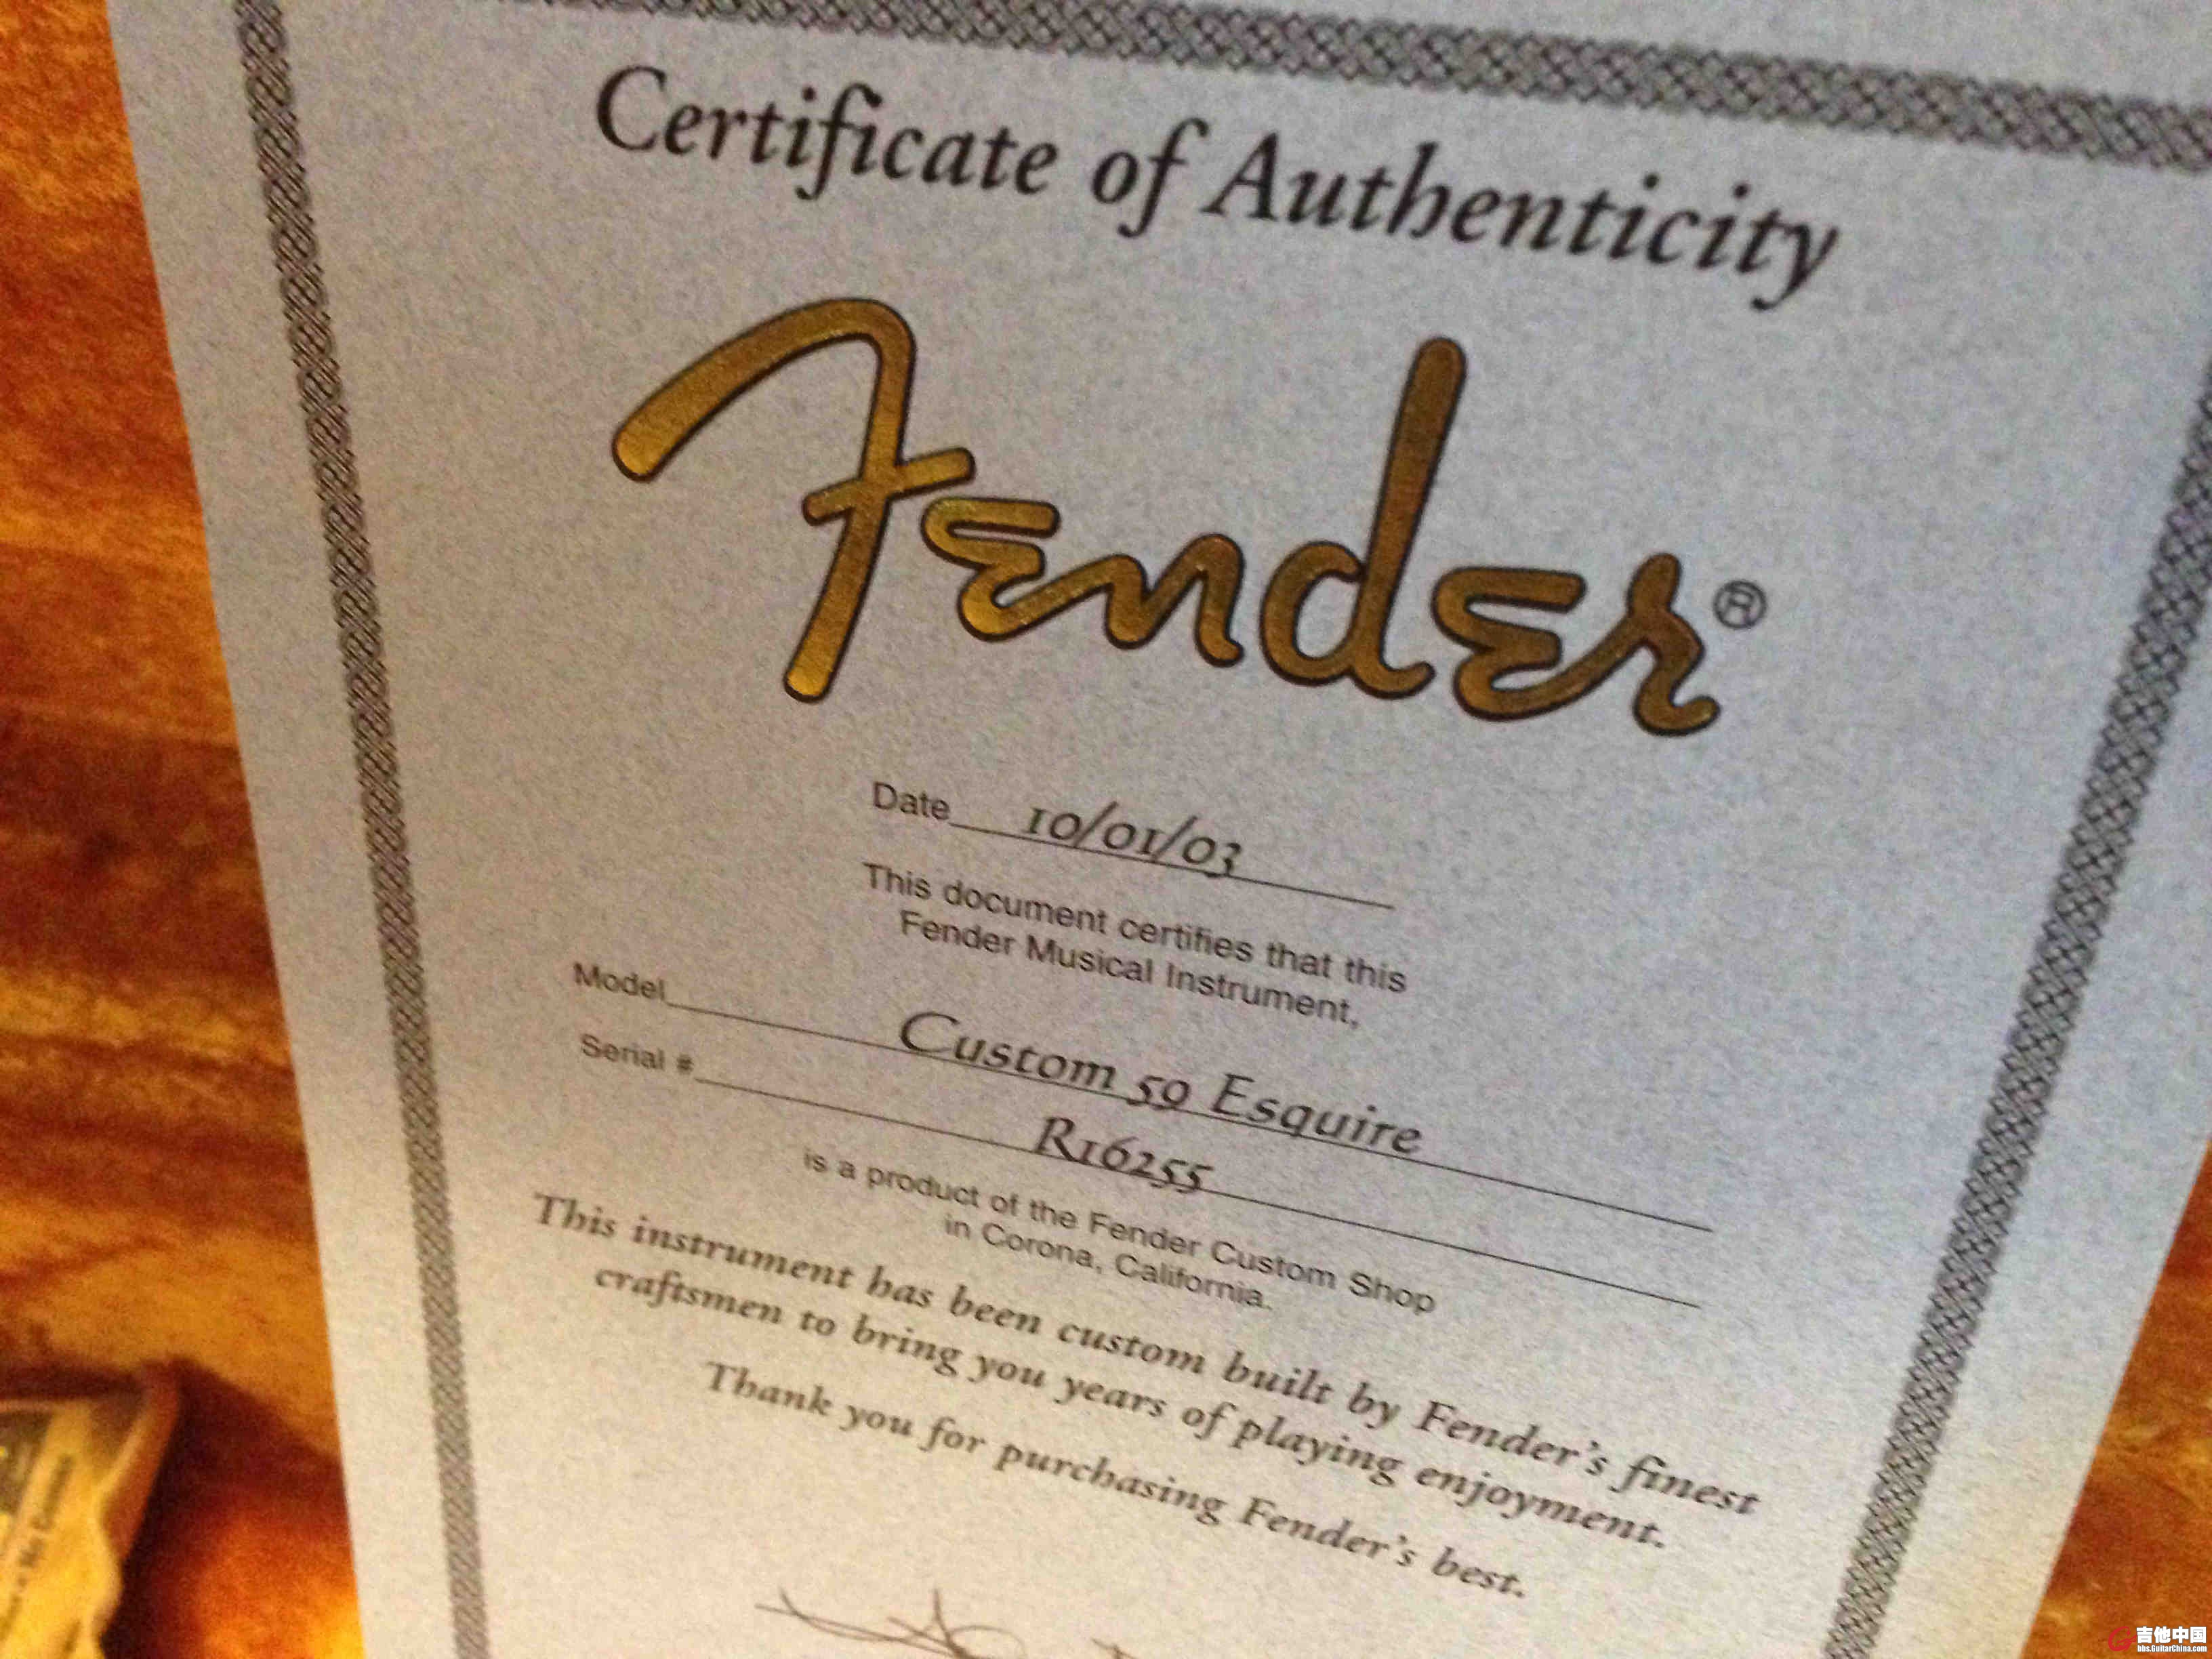 Certificate of Authenticity
Fender®
Date 10/01/03
This document certifies that this
Fender Musical Instrument,
Model Custom 59 Esquire
Serial # R16255
is a product of the Fender Custom Shop
in Corona, California.
This instrument has been custom built by Fender's finest
craftsmen to bring you years of playing enjoyment.
Thank you for purchasing Fender's best.
吉他中国
bbs.GuitarChina.com